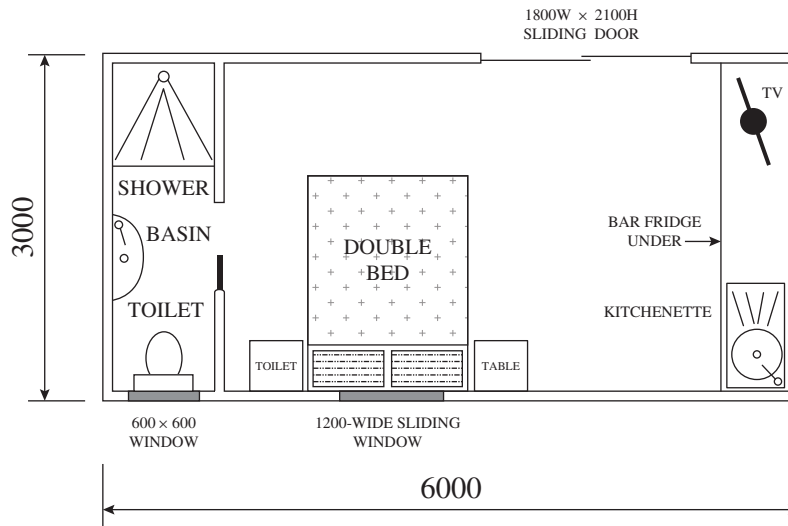 1800W × 2100H
SLIDING DOOR
TV
3000
SHOWER
BASIN
TOILET
DOUBLE
BED
BAR FRIDGE
UNDER
KITCHENETTE
TOILET
TABLE
600 × 600
WINDOW
1200-WIDE SLIDING
WINDOW
6000